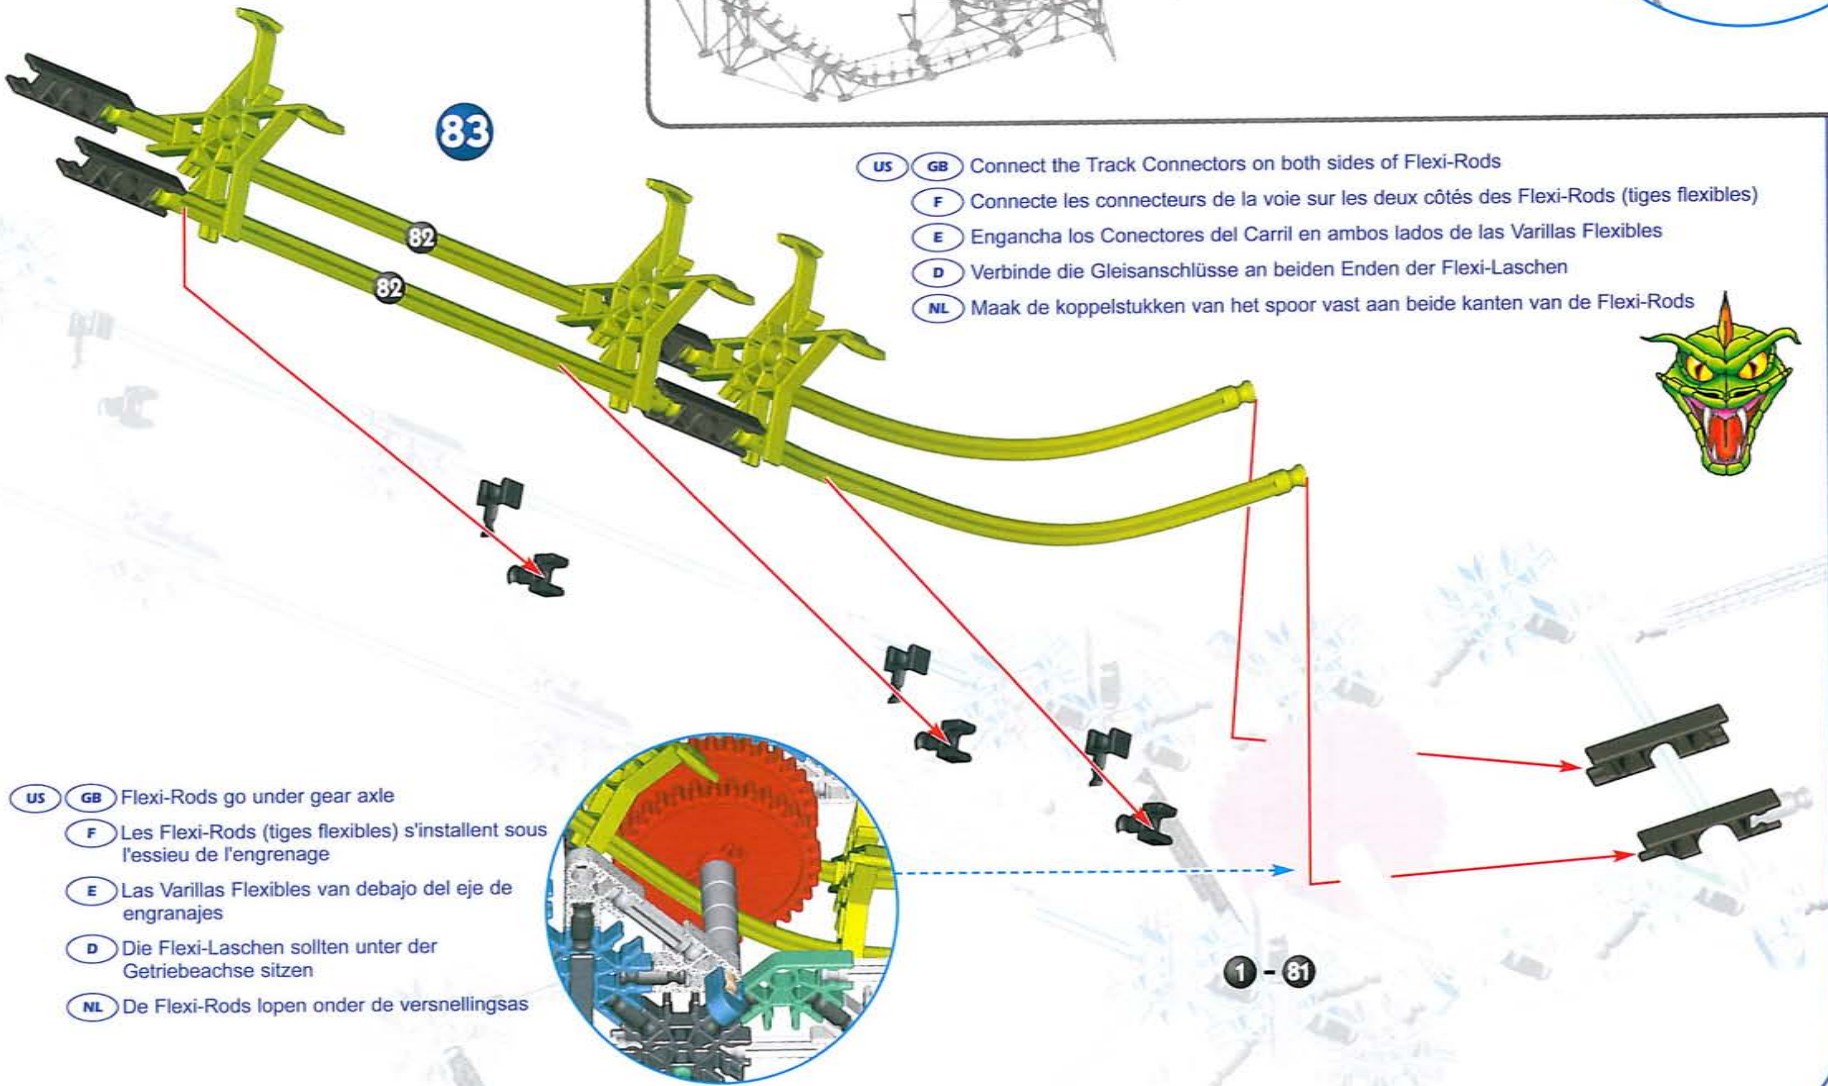 83
US GB Connect the Track Connectors on both sides of Flexi-Rods
F Connecte les connecteurs de la voie sur les deux côtés des Flexi-Rods (tiges flexibles)
E Engancha los Conectores del Carril en ambos lados de las Varillas Flexibles
D Verbinde die Gleisanschlüsse an beiden Enden der Flexi-Laschen
NL Maak de koppelstukken van het spoor vast aan beide kanten van de Flexi-Rods
82
82
US GB Flexi-Rods go under gear axle
F Les Flexi-Rods (tiges flexibles) s'installent sous
l'essieu de l'engrenage
E Las Varillas Flexibles van debajo del eje de
engranajes
D Die Flexi-Laschen sollten unter der
Getriebeachse sitzen
NL De Flexi-Rods lopen onder de versnellingsas
1 - 81